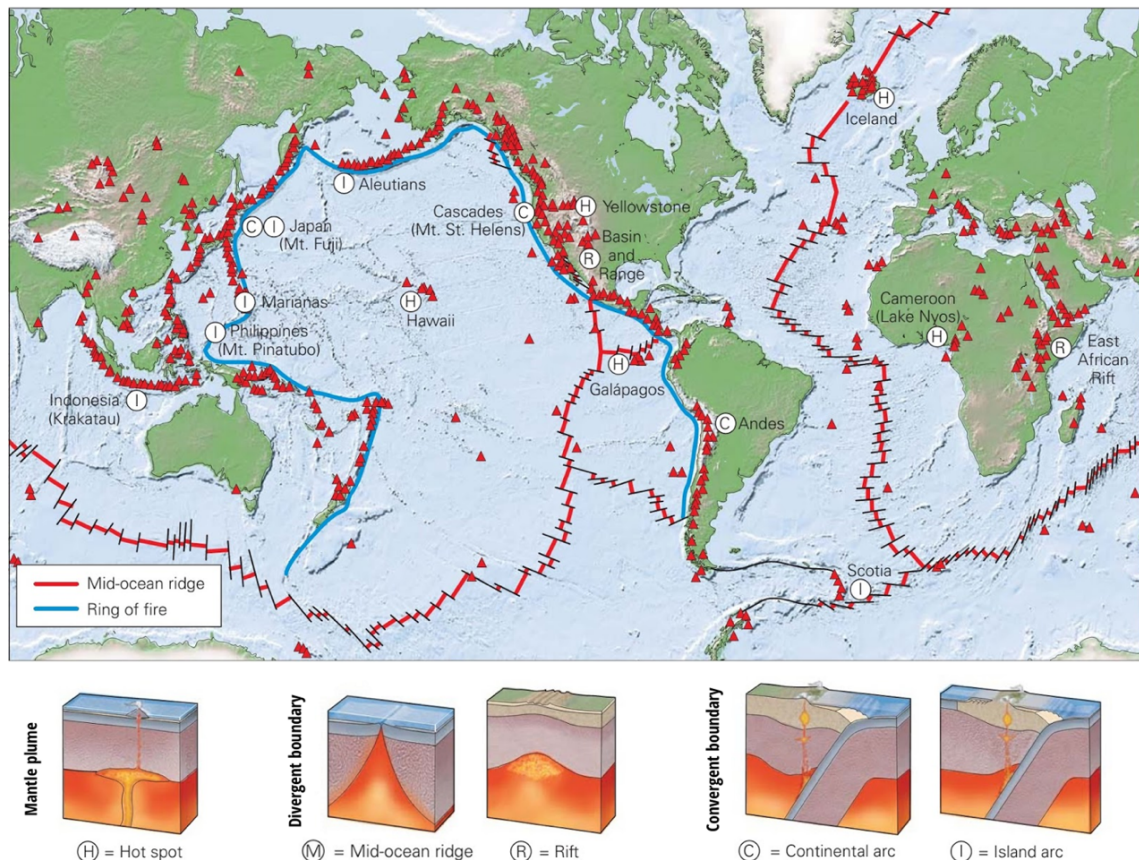 Iceland
H
Aleutians
I
Cascades
(Mt. St. Helens)
C
H
Yellowstone
Basin
and
Range
R
C
I
Japan
(Mt. Fuji)
I
Marianas
H
Hawaii
I
Philippines
(Mt. Pinatubo)
Cameroon
(Lake Nyos)
H
R
East
African
Rift
H
Galápagos
Indonesia
(Krakatau)
I
C
Andes
Scotia
I
Mid-ocean ridge
Ring of fire
Mantle plume
H = Hot spot
Divergent boundary
M = Mid-ocean ridge
R = Rift
Convergent boundary
C = Continental arc
I = Island arc